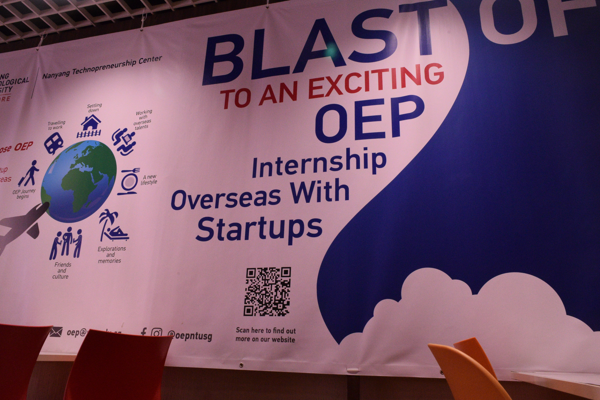 Nanyang Technopreneurship Center
BLAST OF
TO AN EXCITING
OEP
Internship
Overseas With
Startups
OEP
Getting
down
Travelling
to work
Working
with
overseas
talents
A new
lifestyle
OEP Journey
begins
Explorations
and
memories
Friends
and
culture
@oepntusg
Scan here to find out
more on our website